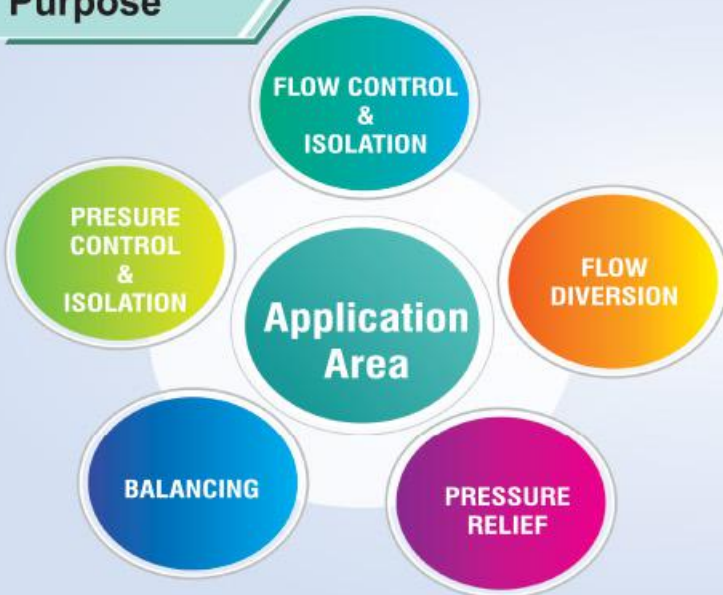 Purpose
FLOW CONTROL
&
ISOLATION
PRESURE
CONTROL
&
ISOLATION
FLOW
DIVERSION
Application
Area
BALANCING
PRESSURE
RELIEF